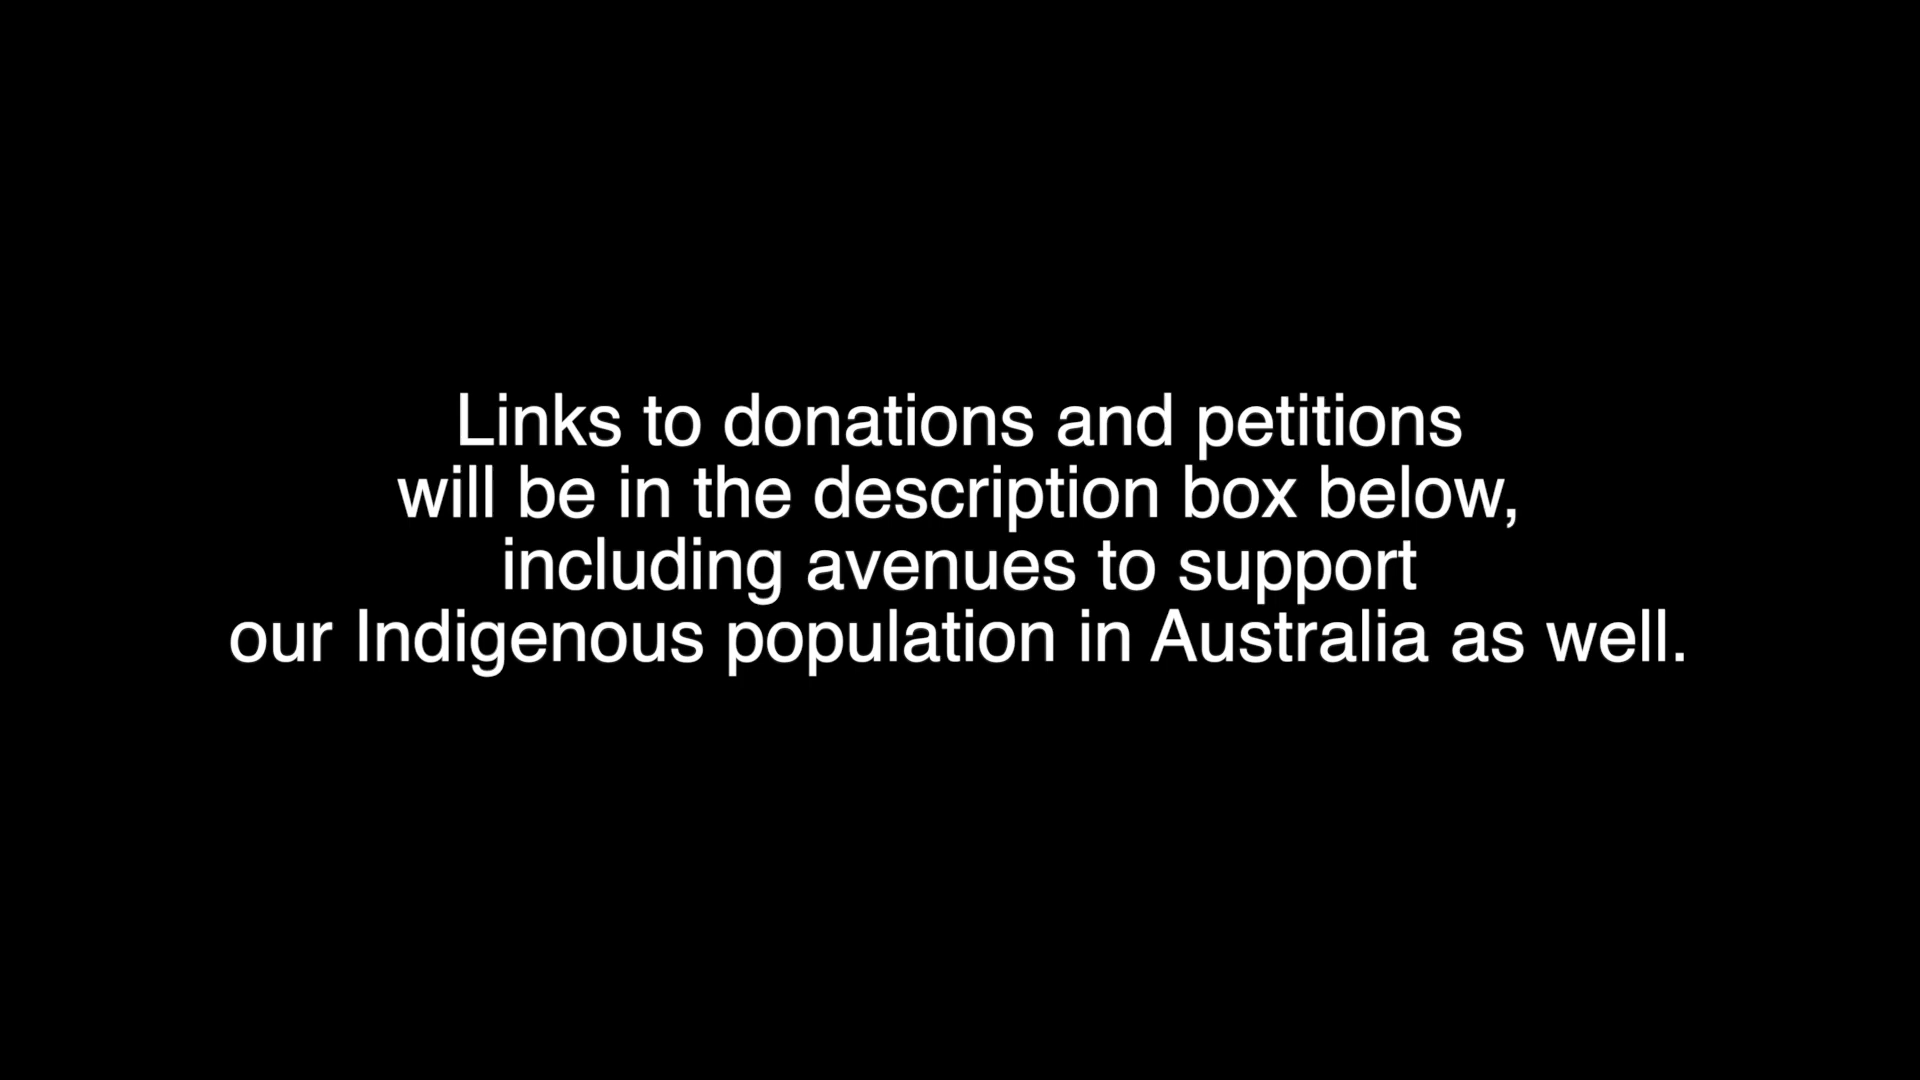 Links to donations and petitions
will be in the description box below,
including avenues to support
our Indigenous population in Australia as well.